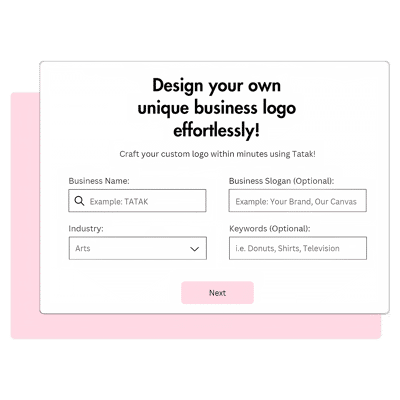 Design your own
unique business logo
effortlessly!
Craft your custom logo within minutes using Tatak!
Business Name:
Business Slogan (Optional):
Example: TATAK
Example: Your Brand, Our Canvas
Industry:
Keywords (Optional):
Arts
i.e. Donuts, Shirts, Television
Next